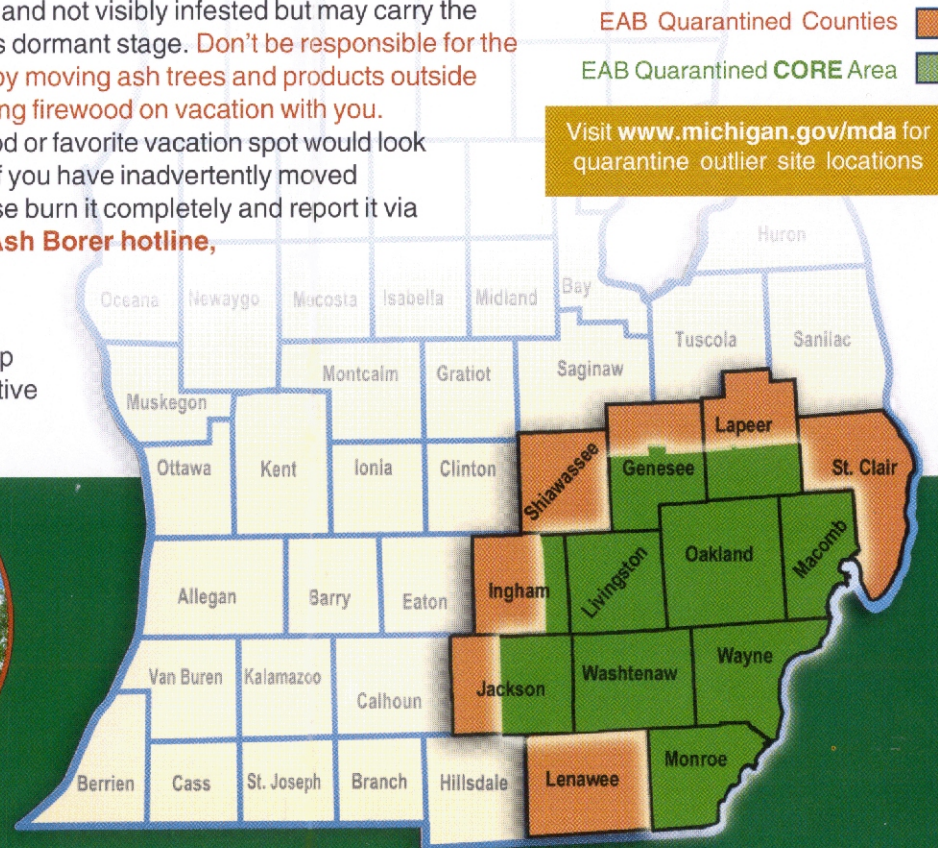 and not visibly infested but may carry the
s dormant stage. Don't be responsible for the
by moving ash trees and products outside
ng firewood on vacation with you.
d or favorite vacation spot would look
f you have inadvertently moved
se burn it completely and report it via
Ash Borer hotline,
p
tive
EAB Quarantined Counties
EAB Quarantined CORE Area
Visit www.michigan.gov/mda for
quarantine outlier site locations
Huron
Oceana Newaygo Mecosta Isabella Midland Bay
Tuscola Sanilac
Montcalm Gratiot Saginaw
Muskegon
Lapeer
Ottawa Kent Ionia Clinton Shiawassee Genesee St. Clair
Allegan Barry Eaton Ingham Livingston Oakland Macomb
Van Buren Kalamazoo Calhoun Jackson Washtenaw Wayne
Berrien Cass St. Joseph Branch Hillsdale Lenawee Monroe